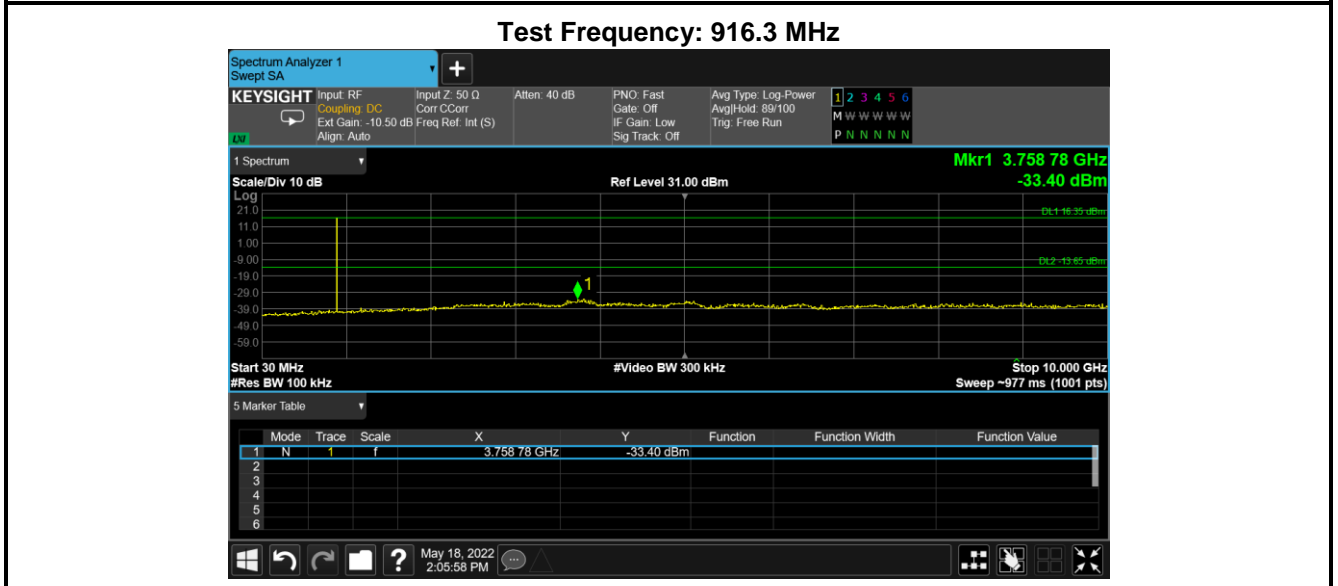 Test Frequency: 916.3 MHz
Spectrum Analyzer 1
Swept SA
+
KEYSIGHT
Input: RF
Coupling: DC
Ext Gain: -10.50 dB
Align: Auto
Input Z: 50 Ω
Corr CCorr
Freq Ref: Int (S)
Atten: 40 dB
PNO: Fast
Gate: Off
IF Gain: Low
Sig Track: Off
Avg Type: Log-Power
Avg|Hold: 89/100
Trig: Free Run
1 2 3 4 5 6
M W W W W W
P N N N N N
LXI
1 Spectrum
Mkr1 3.758 78 GHz
-33.40 dBm
Scale/Div 10 dB
Ref Level 31.00 dBm
Log
21.0
11.0
1.00
-9.00
-19.0
-29.0
-39.0
-49.0
-59.0
DL1 16.35 dBm
DL2 -13.65 dBm
1
Start 30 MHz
#Video BW 300 kHz
Stop 10.000 GHz
#Res BW 100 kHz
Sweep ~977 ms (1001 pts)
5 Marker Table
Mode Trace Scale X Y Function Function Width Function Value
1 N 1 f 3.758 78 GHz -33.40 dBm
2
3
4
5
6
?
May 18, 2022
2:05:58 PM